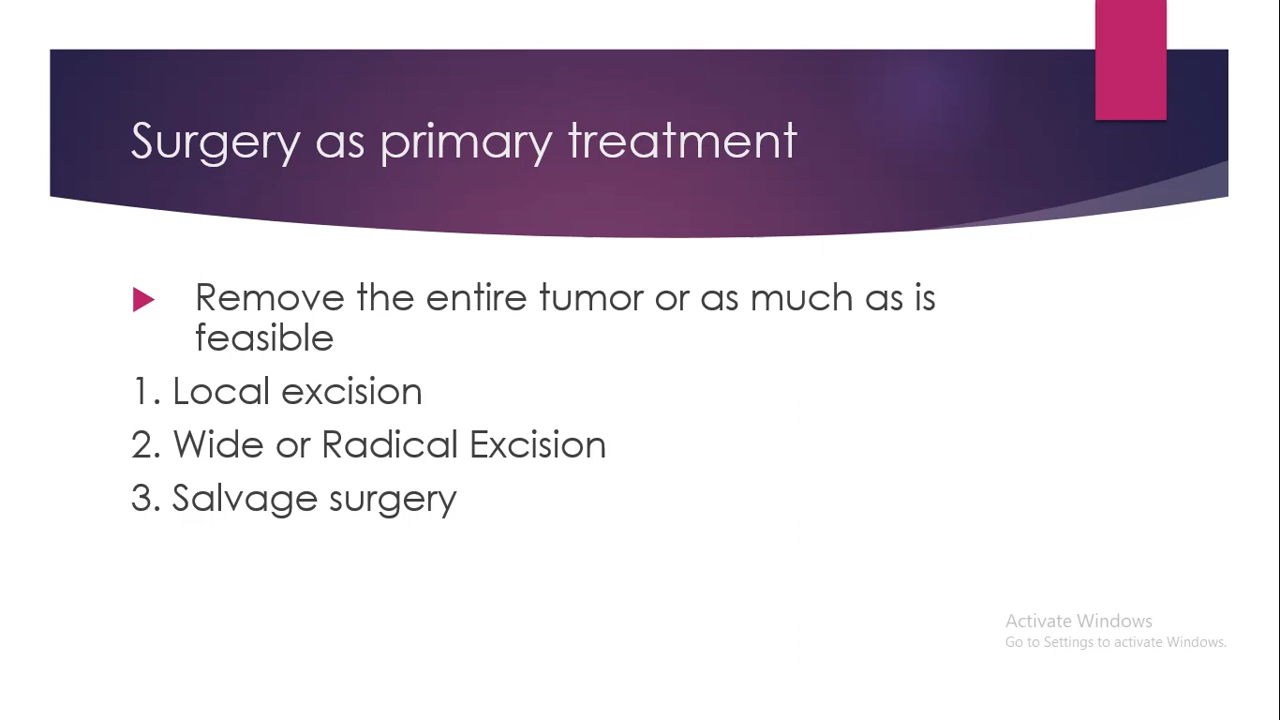 Surgery as primary treatment
Remove the entire tumor or as much as is
feasible
1. Local excision
2. Wide or Radical Excision
3. Salvage surgery
Activate Windows
Go to Settings to activate Windows.